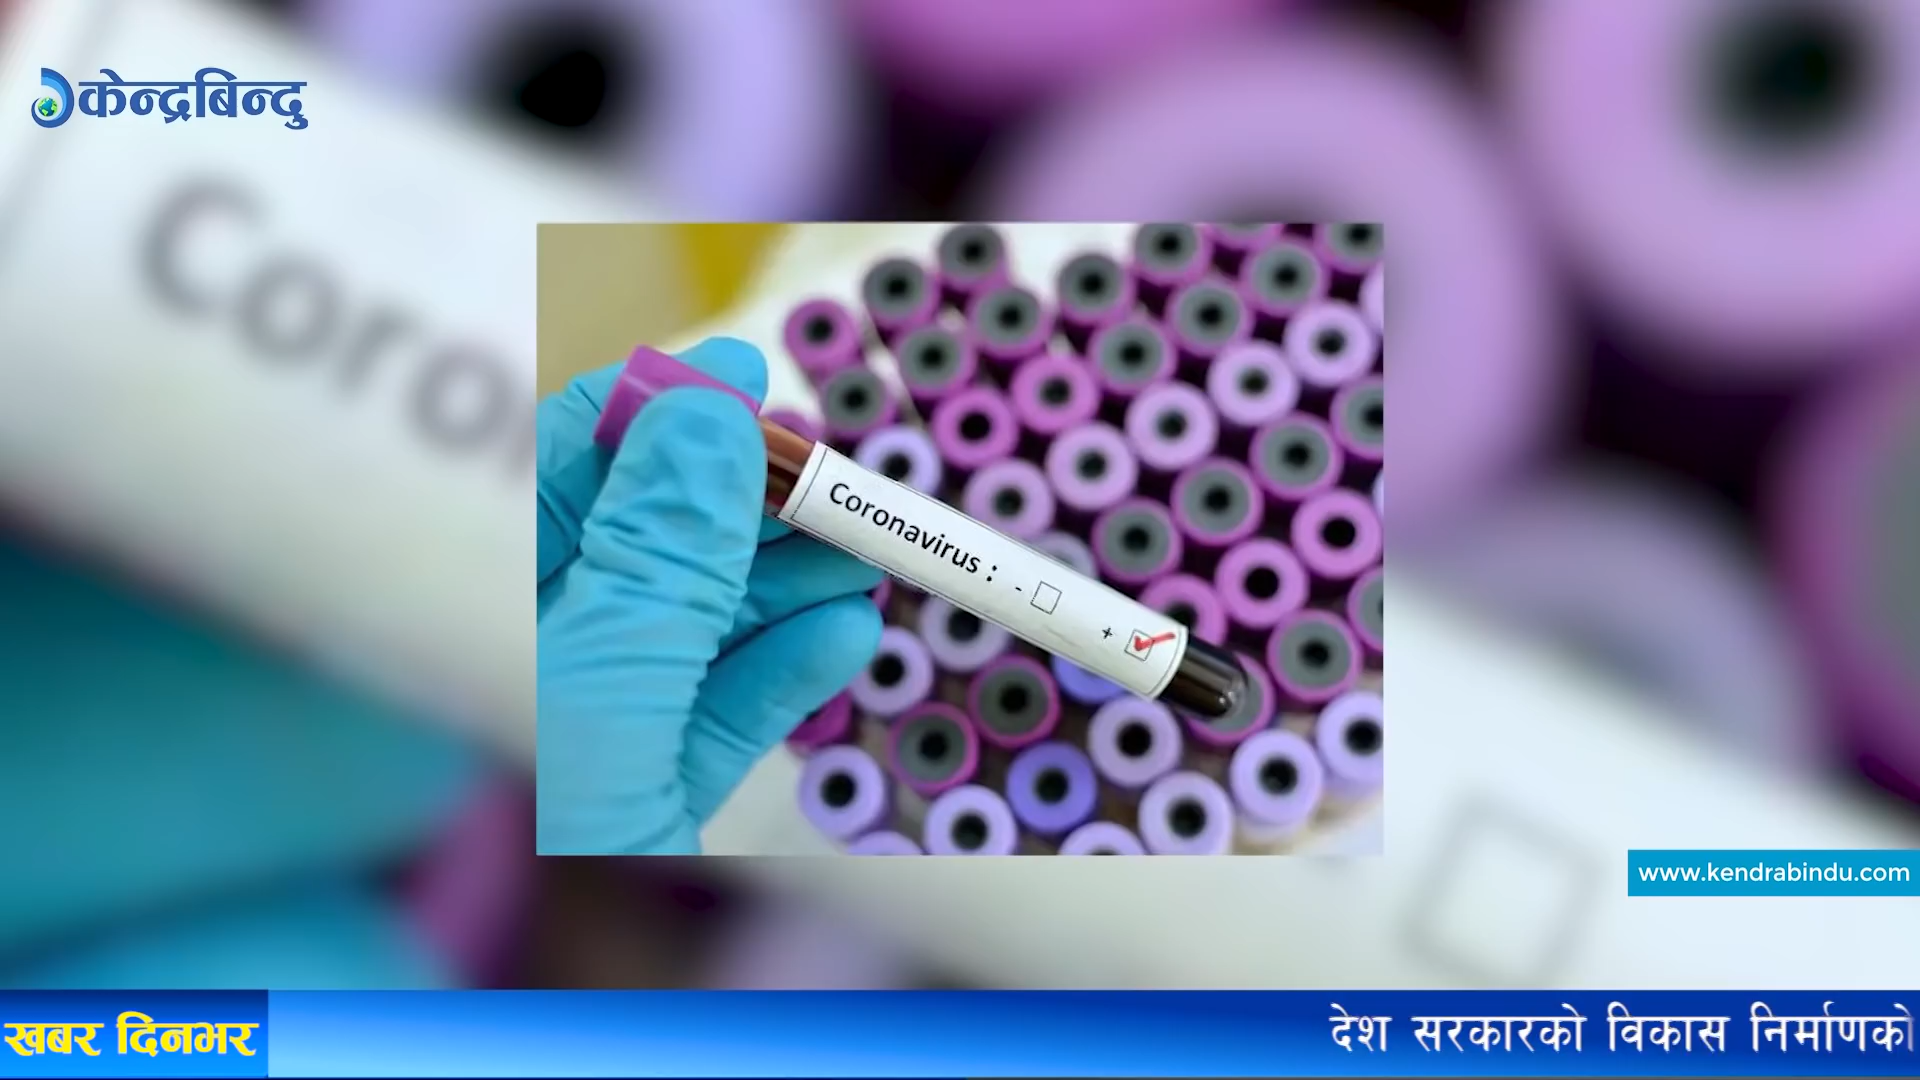 केन्द्रबिन्दु
Coronavirus : -
+
www.kendrabindu.com
खबर दिनभर
देश सरकारको विकास निर्माणको